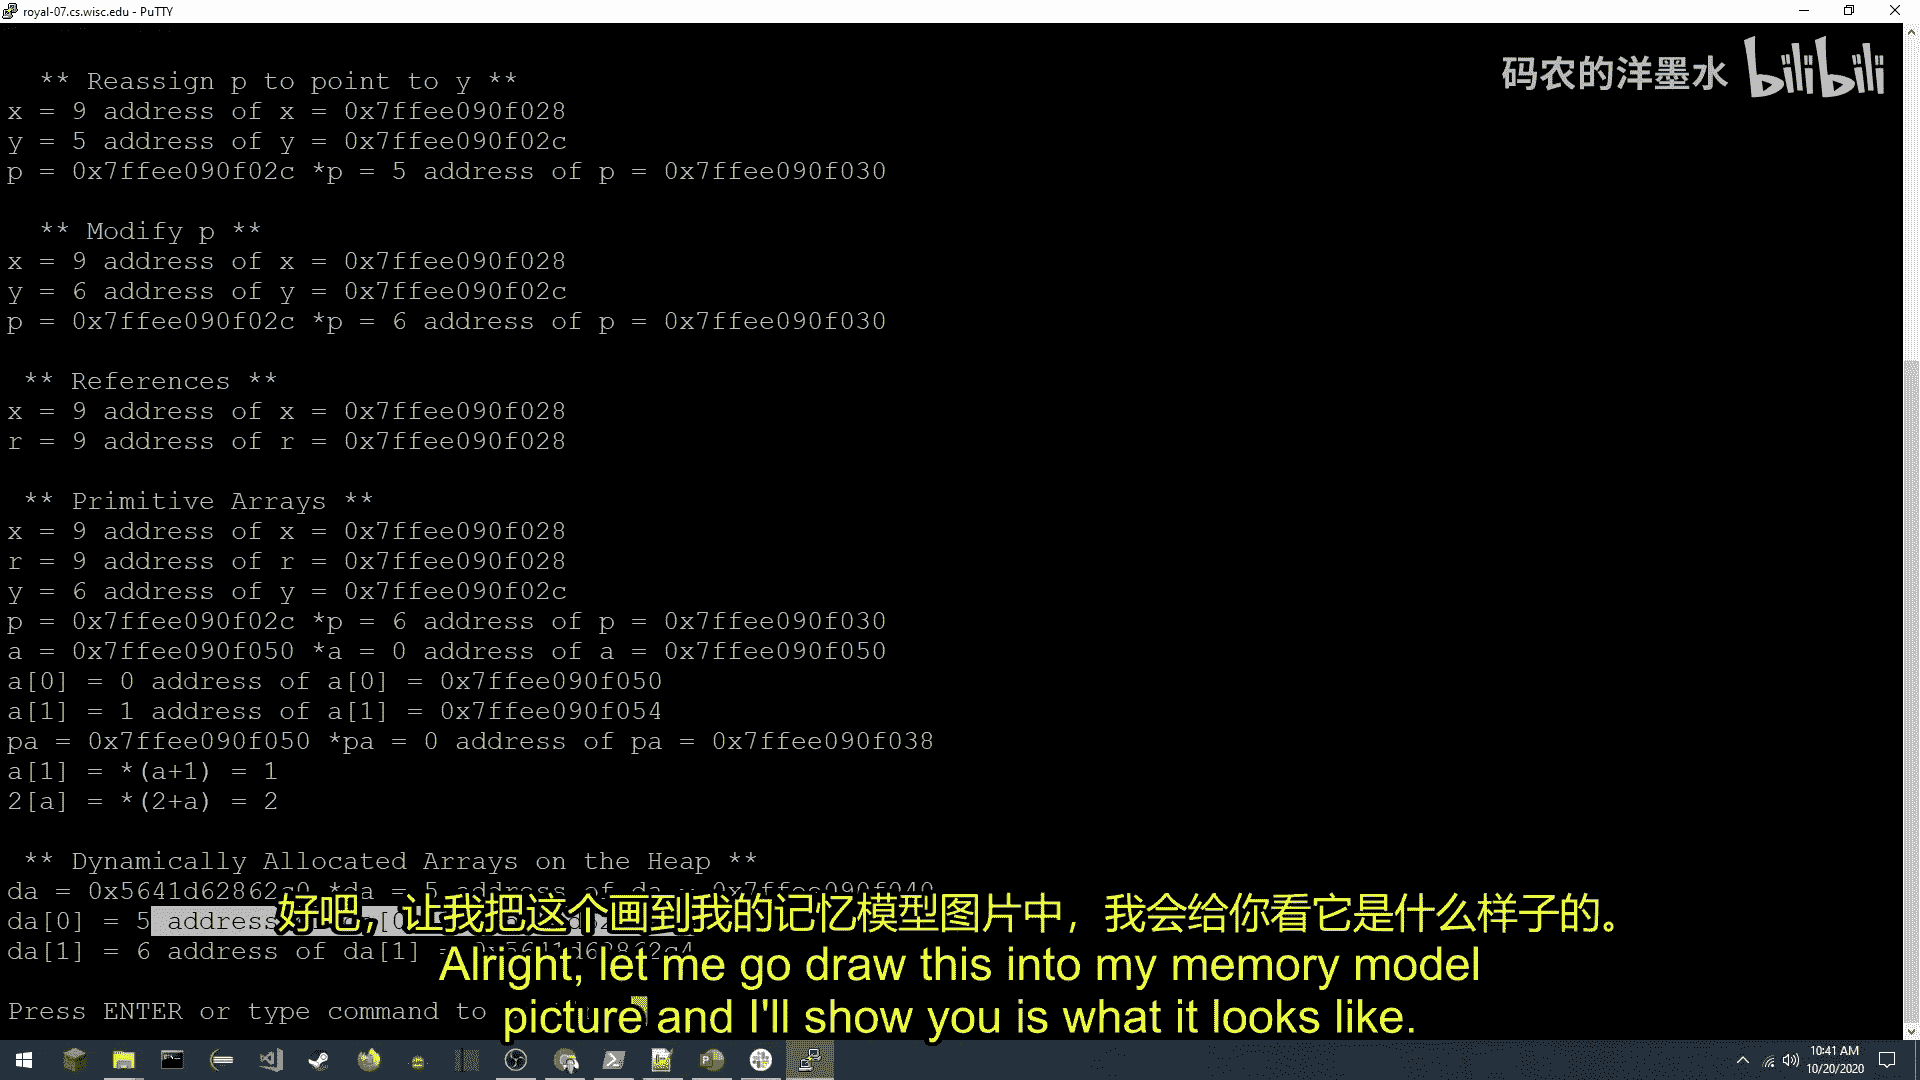 royal-07.cs.wisc.edu - PuTTY
码农的洋墨水 bilibili
** Reassign p to point to y **
x = 9 address of x = 0x7ffee090f028
y = 5 address of y = 0x7ffee090f02c
p = 0x7ffee090f02c *p = 5 address of p = 0x7ffee090f030
** Modify p **
x = 9 address of x = 0x7ffee090f028
y = 6 address of y = 0x7ffee090f02c
p = 0x7ffee090f02c *p = 6 address of p = 0x7ffee090f030
** References **
x = 9 address of x = 0x7ffee090f028
r = 9 address of r = 0x7ffee090f028
** Primitive Arrays **
x = 9 address of x = 0x7ffee090f028
r = 9 address of r = 0x7ffee090f028
y = 6 address of y = 0x7ffee090f02c
p = 0x7ffee090f02c *p = 6 address of p = 0x7ffee090f030
a = 0x7ffee090f050 *a = 0 address of a = 0x7ffee090f050
a[0] = 0 address of a[0] = 0x7ffee090f050
a[1] = 1 address of a[1] = 0x7ffee090f054
pa = 0x7ffee090f050 *pa = 0 address of pa = 0x7ffee090f038
a[1] = *(a+1) = 1
2[a] = *(2+a) = 2
** Dynamically Allocated Arrays on the Heap **
da = 0x5641d62862c0 *da = 5 address of da = 0x7ffee090f040
da[0] = 5 address
da[1] = 6 address of da[1] = 0x5641d62862c4
Press ENTER or type command to
好吧，让我把这个画到我的记忆模型图片中，我会给你看它是什么样子的。
Alright, let me go draw this into my memory model
picture and I'll show you is what it looks like.
10:41 AM
10/20/2020